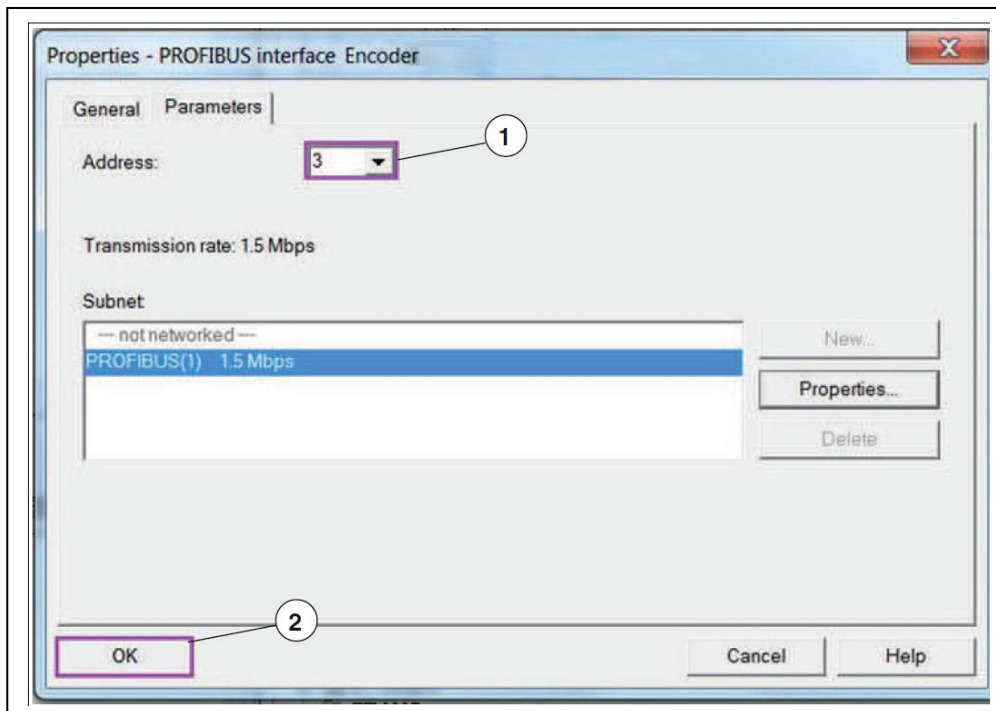 Properties - PROFIBUS interface Encoder
X
General Parameters
1
Address: 3
Transmission rate: 1.5 Mbps
Subnet:
--- not networked ---
New...
PROFIBUS(1) 1.5 Mbps
Properties...
Delete
2
OK Cancel Help